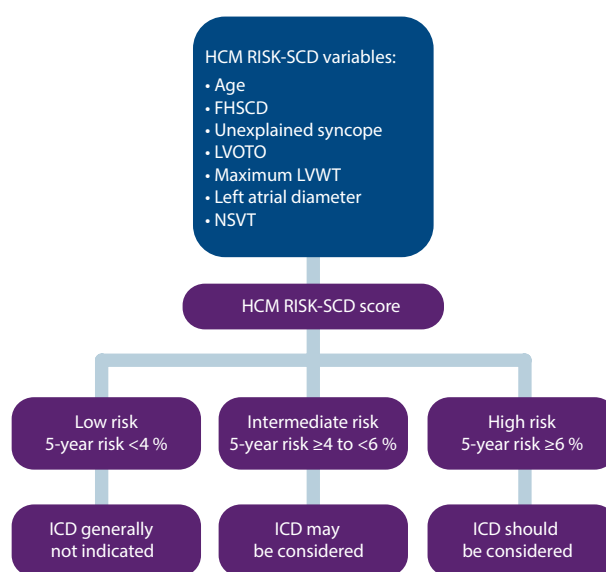 HCM RISK-SCD variables:
• Age
• FHSCD
• Unexplained syncope
• LVOTO
• Maximum LVWT
• Left atrial diameter
• NSVT
HCM RISK-SCD score
Low risk
5-year risk <4 %
Intermediate risk
5-year risk ≥4 to <6 %
High risk
5-year risk ≥6 %
ICD generally
not indicated
ICD may
be considered
ICD should
be considered